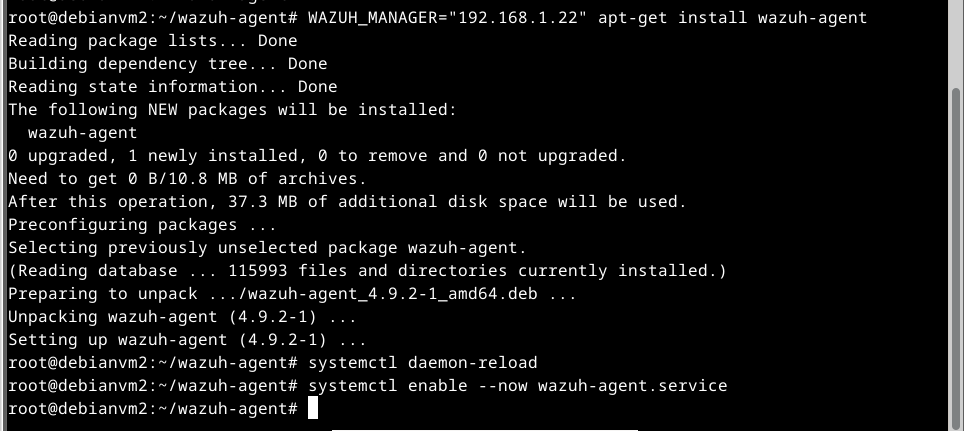 root@debianvm2:~/wazuh-agent# WAZUH_MANAGER="192.168.1.22" apt-get install wazuh-agent
Reading package lists... Done
Building dependency tree... Done
Reading state information... Done
The following NEW packages will be installed:
  wazuh-agent
0 upgraded, 1 newly installed, 0 to remove and 0 not upgraded.
Need to get 0 B/10.8 MB of archives.
After this operation, 37.3 MB of additional disk space will be used.
Preconfiguring packages ...
Selecting previously unselected package wazuh-agent.
(Reading database ... 115993 files and directories currently installed.)
Preparing to unpack .../wazuh-agent_4.9.2-1_amd64.deb ...
Unpacking wazuh-agent (4.9.2-1) ...
Setting up wazuh-agent (4.9.2-1) ...
root@debianvm2:~/wazuh-agent# systemctl daemon-reload
root@debianvm2:~/wazuh-agent# systemctl enable --now wazuh-agent.service
root@debianvm2:~/wazuh-agent#